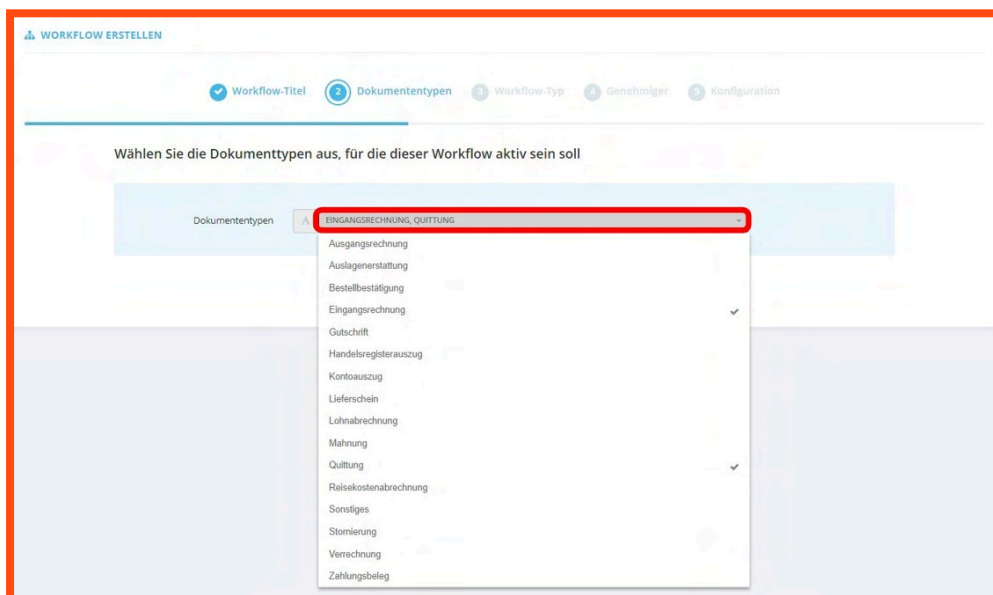 WORKFLOW ERSTELLEN
Workflow-Titel 2 Dokumententypen 3 Workflow-Typ 4 Genehmiger 5 Konfiguration
Wählen Sie die Dokumenttypen aus, für die dieser Workflow aktiv sein soll
Dokumententypen A EINGANGSRECHNUNG, QUITTUNG
Ausgangsrechnung
Auslagenerstattung
Bestellbestätigung
Eingangsrechnung
Gutschrift
Handelsregisterauszug
Kontoauszug
Lieferschein
Lohnabrechnung
Mahnung
Quittung
Reisekostenabrechnung
Sonstiges
Stornierung
Verrechnung
Zahlungsbeleg